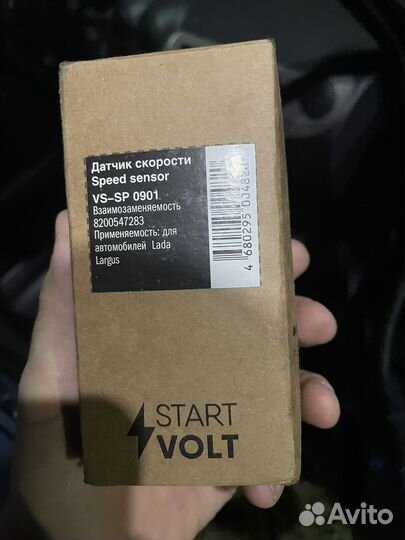 Датчик скорости
Speed sensor
VS-SP 0901
Взаимозаменяемость
8200547283
Применяемость: для
автомобилей Lada
Largus
START
VOLT
Avito